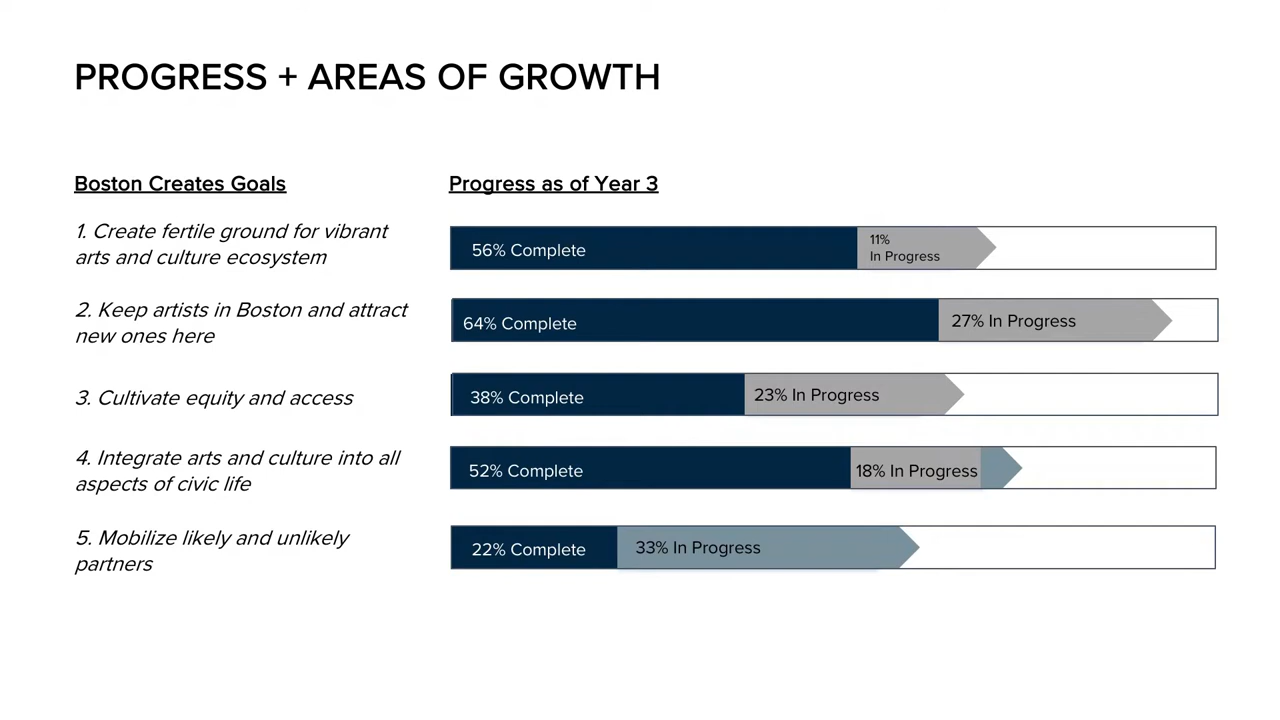 PROGRESS + AREAS OF GROWTH
Boston Creates Goals
Progress as of Year 3
1. Create fertile ground for vibrant
arts and culture ecosystem
56% Complete
11%
In Progress
2. Keep artists in Boston and attract
new ones here
64% Complete
27% In Progress
3. Cultivate equity and access
38% Complete
23% In Progress
4. Integrate arts and culture into all
aspects of civic life
52% Complete
18% In Progress
5. Mobilize likely and unlikely
partners
22% Complete
33% In Progress